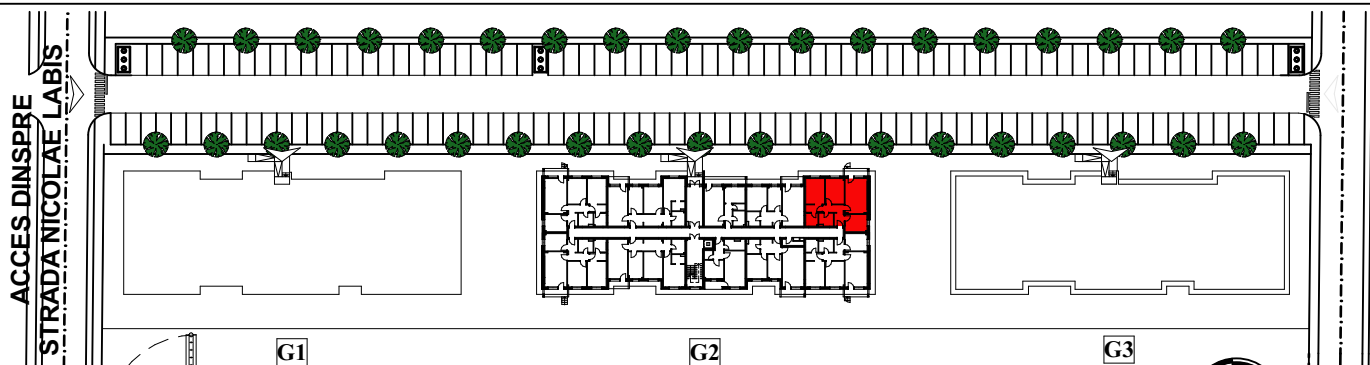 ACCES DINSPRE
STRADA NICOLAE LABIS
G1
G2
G3